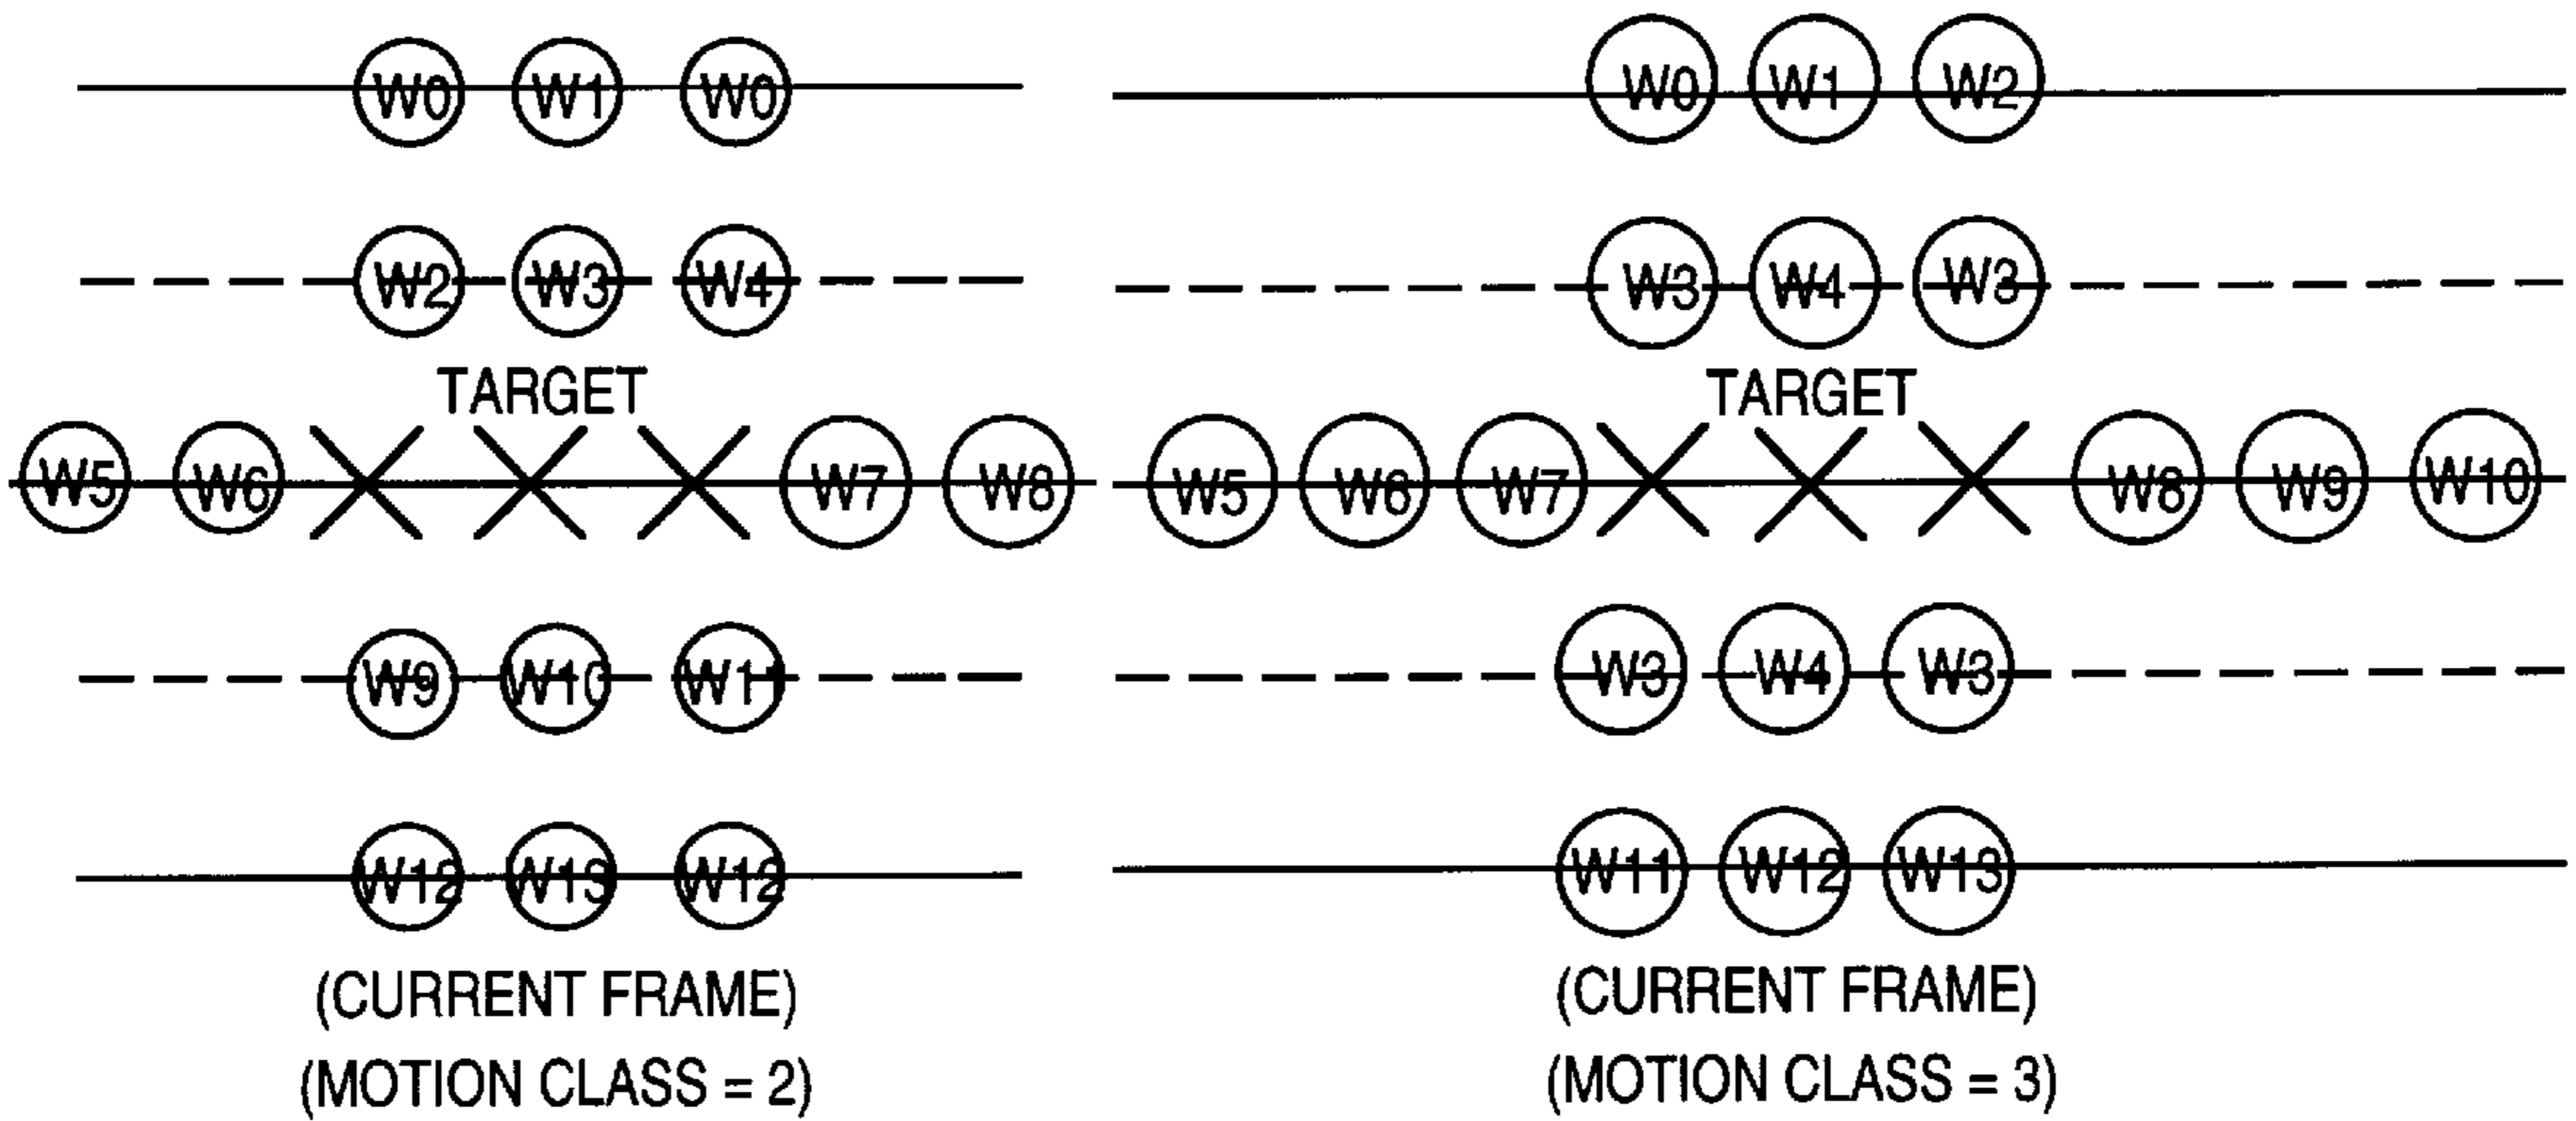 W0 W1 W0
W2 W3 W4
TARGET
W5 W6 W7 W8
W9 W10 W11
W12 W13 W12
(CURRENT FRAME)
(MOTION CLASS = 2)
W0 W1 W2
W3 W4 W3
TARGET
W5 W6 W7 W8 W9 W10
W3 W4 W3
W11 W12 W13
(CURRENT FRAME)
(MOTION CLASS = 3)